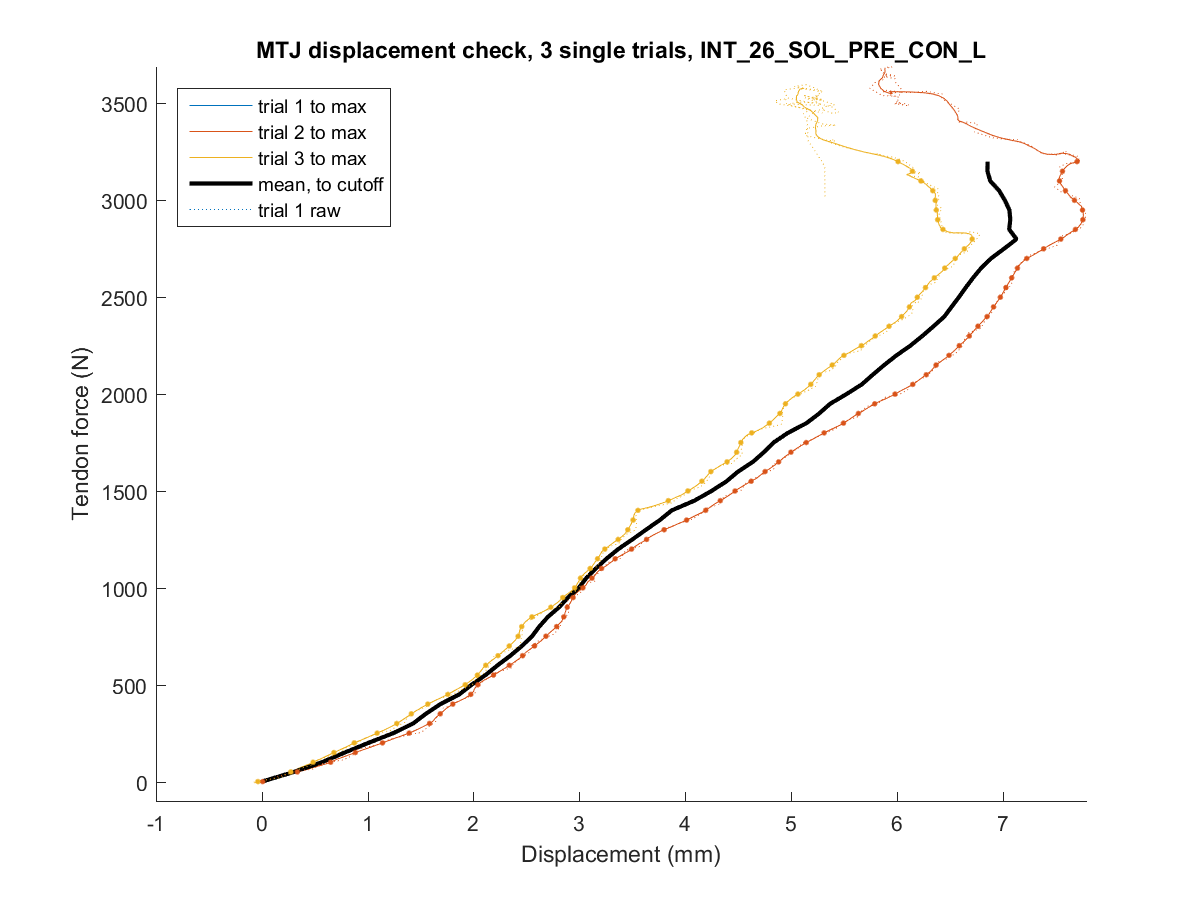 MTJ displacement check, 3 single trials, INT_26_SOL_PRE_CON_L
trial 1 to max
trial 2 to max
trial 3 to max
mean, to cutoff
trial 1 raw
3500
3000
2500
2000
1500
1000
500
0
Tendon force (N)
-1 0 1 2 3 4 5 6 7
Displacement (mm)